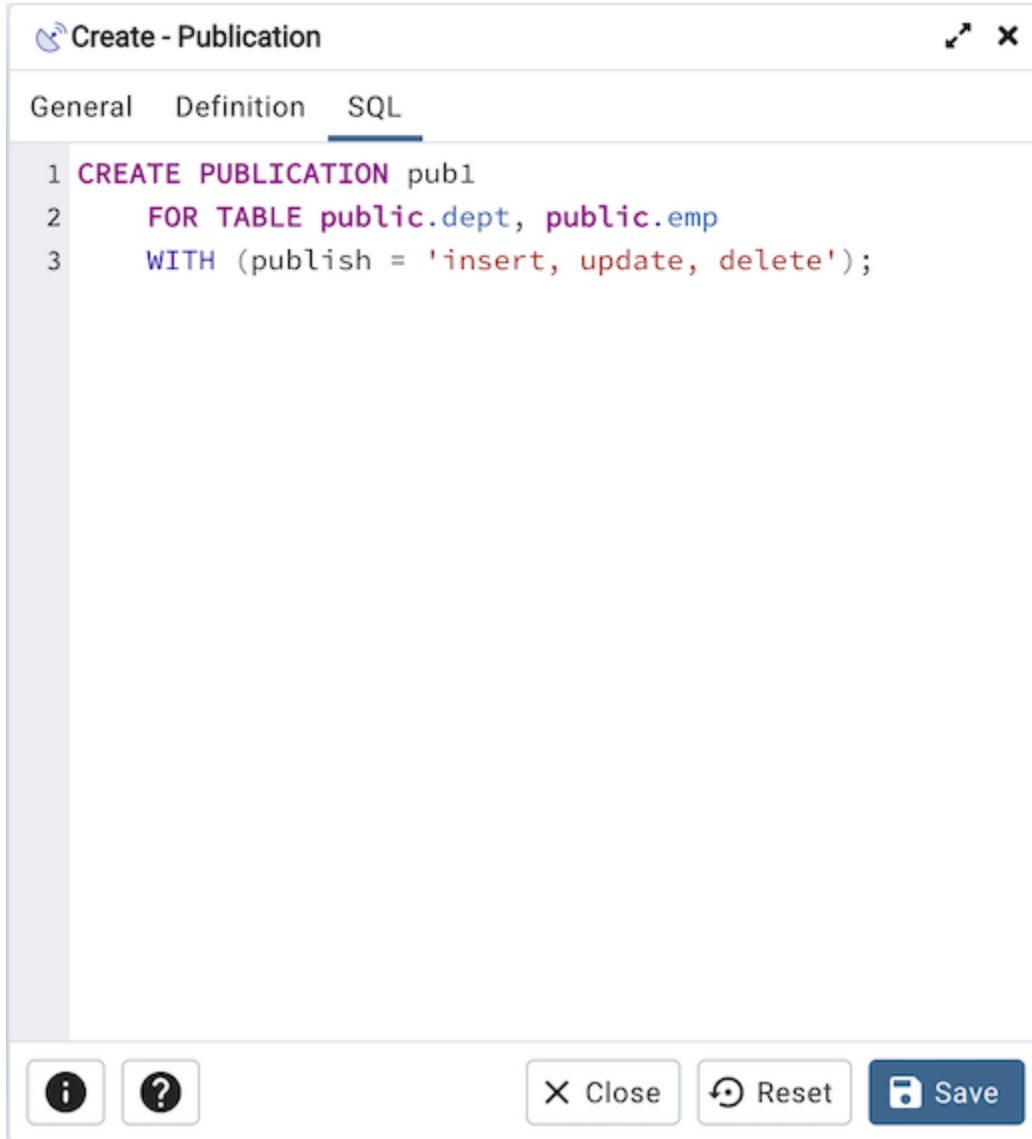 Create - Publication
General Definition SQL
1 CREATE PUBLICATION pub1
2 FOR TABLE public.dept, public.emp
3 WITH (publish = 'insert, update, delete');
Close Reset Save